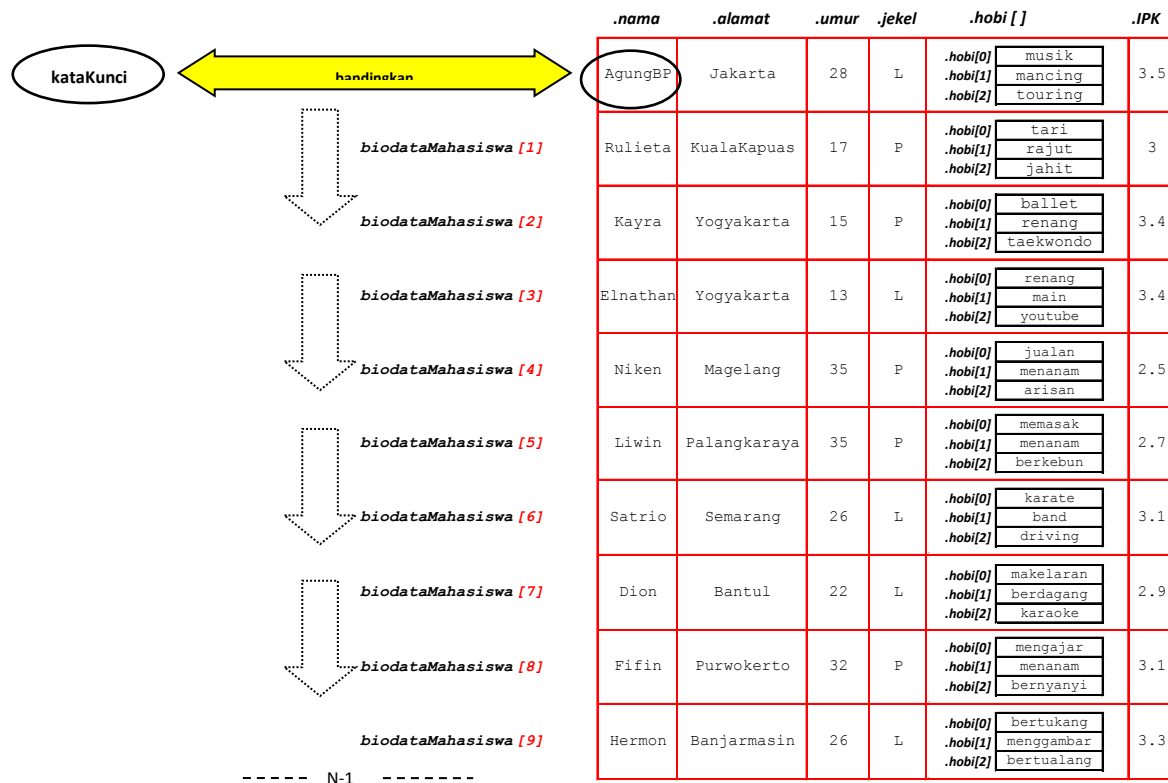 .nama .alamat .umur .jekel .hobi [ ] .IPK
.hobi[0] musik
kataKunci bandingkan AgungBP Jakarta 28 L .hobi[1] mancing 3.5
.hobi[2] touring
.hobi[0] tari
biodataMahasiswa [1] Rulieta KualaKapuas 17 P .hobi[1] rajut 3
.hobi[2] jahit
.hobi[0] ballet
biodataMahasiswa [2] Kayra Yogyakarta 15 P .hobi[1] renang 3.4
.hobi[2] taekwondo
.hobi[0] renang
biodataMahasiswa [3] Elnathan Yogyakarta 13 L .hobi[1] main 3.4
.hobi[2] youtube
.hobi[0] jualan
biodataMahasiswa [4] Niken Magelang 35 P .hobi[1] menanam 2.5
.hobi[2] arisan
.hobi[0] memasak
biodataMahasiswa [5] Liwin Palangkaraya 35 P .hobi[1] menanam 2.7
.hobi[2] berkebun
.hobi[0] karate
biodataMahasiswa [6] Satrio Semarang 26 L .hobi[1] band 3.1
.hobi[2] driving
.hobi[0] makelaran
biodataMahasiswa [7] Dion Bantul 22 L .hobi[1] berdagang 2.9
.hobi[2] karaoke
.hobi[0] mengajar
biodataMahasiswa [8] Fifin Purwokerto 32 P .hobi[1] menanam 3.1
.hobi[2] bernyanyi
.hobi[0] bertukang
biodataMahasiswa [9] Hermon Banjarmasin 26 L .hobi[1] menggambar 3.3
.hobi[2] bertualang
N-1